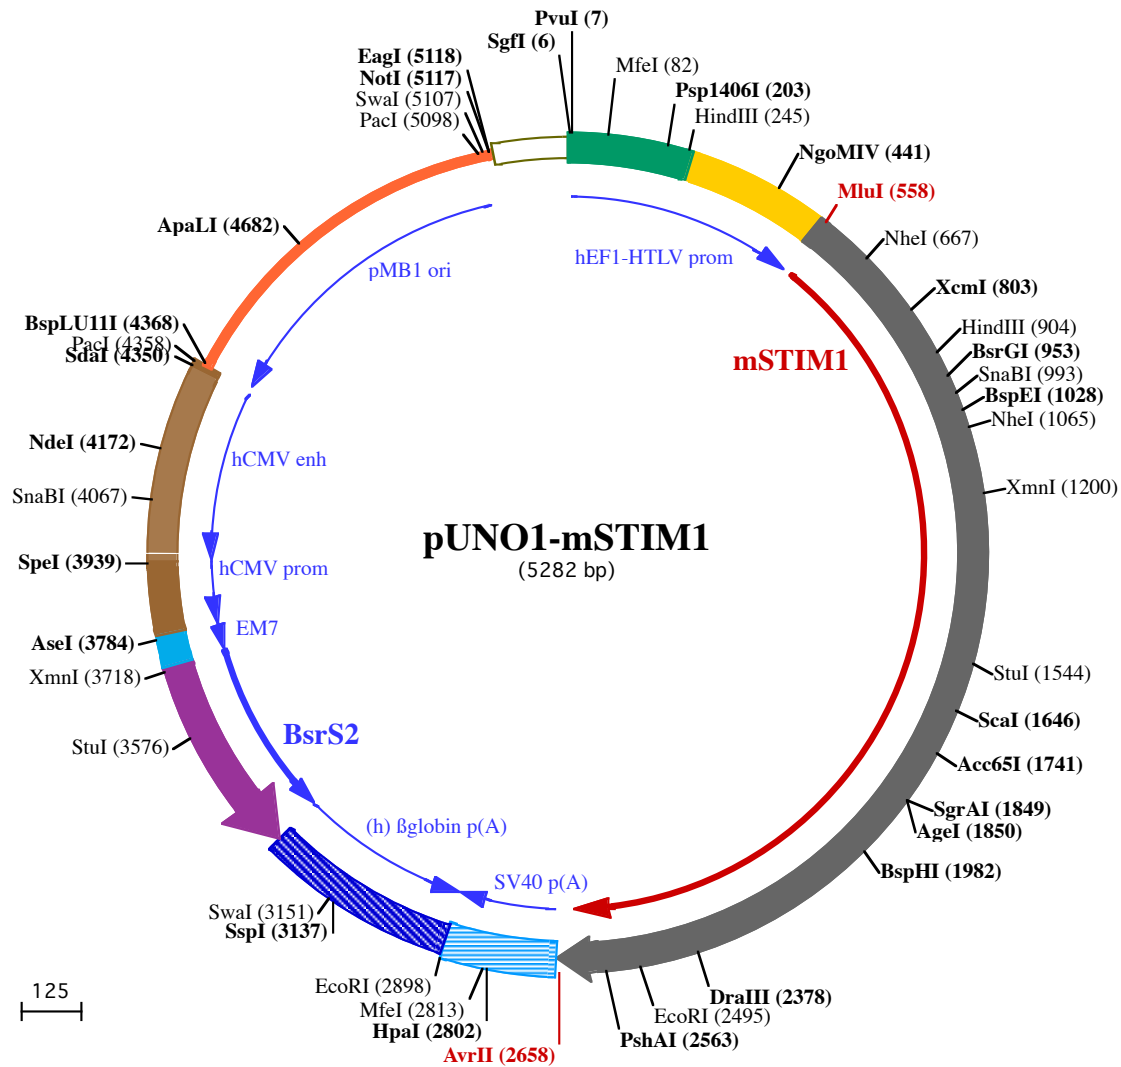 PvuI (7)
SgfI (6)
EagI (5118)
NotI (5117)
SwaI (5107)
PacI (5098)
MfeI (82)
Psp1406I (203)
HindIII (245)
NgoMIV (441)
MluI (558)
NheI (667)
XcmI (803)
HindIII (904)
BsrGI (953)
SnaBI (993)
BspEI (1028)
NheI (1065)
XmnI (1200)
StuI (1544)
ScaI (1646)
Acc65I (1741)
SgrAI (1849)
AgeI (1850)
BspHI (1982)
DraIII (2378)
EcoRI (2495)
PshAI (2563)
AvrII (2658)
HpaI (2802)
MfeI (2813)
EcoRI (2898)
SspI (3137)
SwaI (3151)
StuI (3576)
XmnI (3718)
AseI (3784)
SpeI (3939)
SnaBI (4067)
NdeI (4172)
SdaI (4350)
PacI (4358)
BspLU11I (4368)
ApaLI (4682)
hEF1-HTLV prom
pMB1 ori
mSTIM1
hCMV enh
hCMV prom
EM7
BsrS2
(h) ßglobin p(A)
SV40 p(A)
pUNO1-mSTIM1
(5282 bp)
125